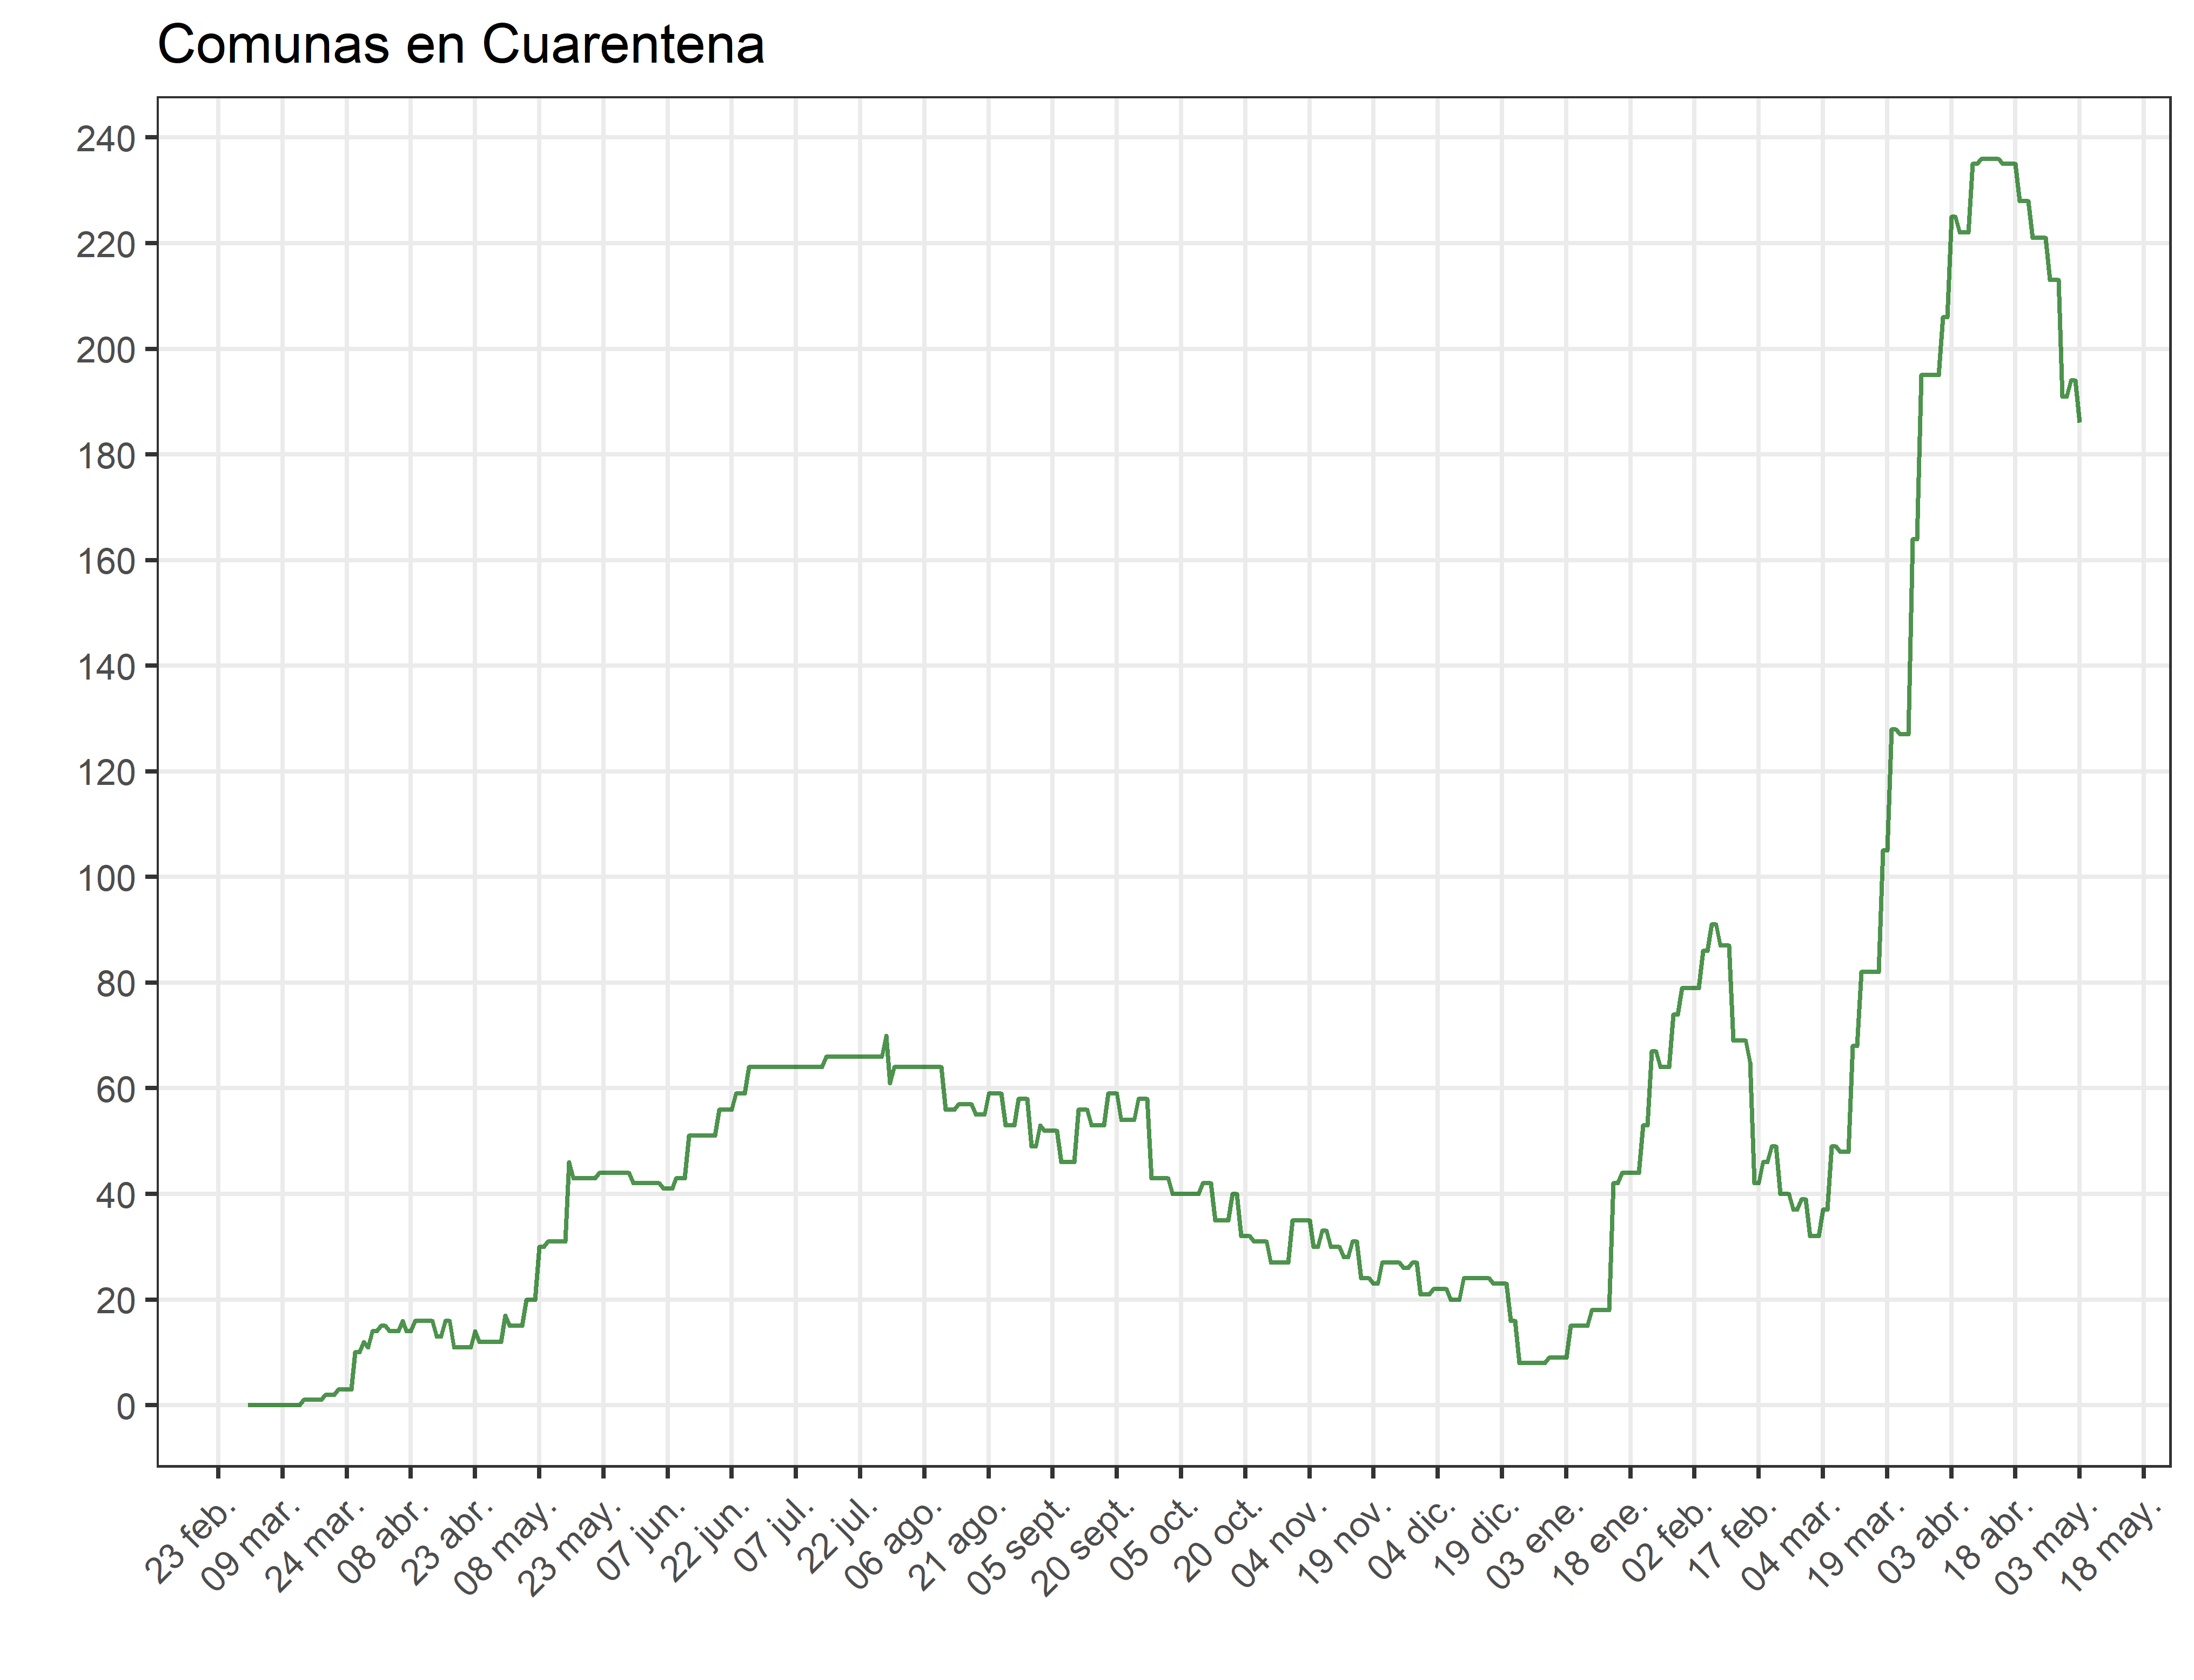 Comunas en Cuarentena
240
220
200
180
160
140
120
100
80
60
40
20
0
23 feb.
09 mar.
24 mar.
08 abr.
23 abr.
08 may.
23 may.
07 jun.
22 jun.
07 jul.
22 jul.
06 ago.
21 ago.
05 sept.
20 sept.
05 oct.
20 oct.
04 nov.
19 nov.
04 dic.
19 dic.
03 ene.
18 ene.
02 feb.
17 feb.
04 mar.
19 mar.
03 abr.
18 abr.
03 may.
18 may.